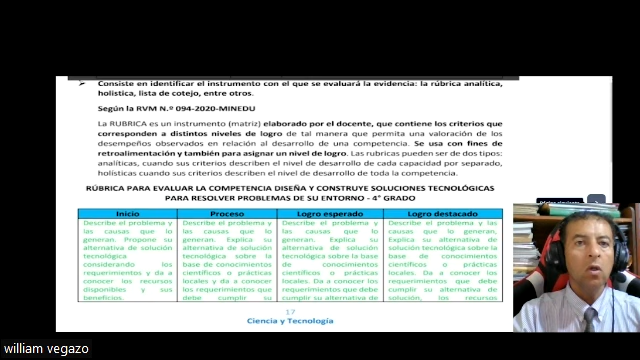 ➢ Consiste en identificar el instrumento con el que se evaluará la evidencia: la rúbrica analítica,
holística, lista de cotejo, entre otros.
Según la RVM N.º 094-2020-MINEDU
La RUBRICA es un instrumento (matriz) elaborado por el docente, que contiene los criterios que
corresponden a distintos niveles de logro de tal manera que permita una valoración de los
desempeños observados en relación al desarrollo de una competencia. Se usa con fines de
retroalimentación y también para asignar un nivel de logro. Las rubricas pueden ser de dos tipos:
analíticas, cuando sus criterios describen el nivel de desarrollo de cada capacidad por separado,
holísticas cuando sus criterios describen el nivel de desarrollo de toda la competencia.
RÚBRICA PARA EVALUAR LA COMPETENCIA DISEÑA Y CONSTRUYE SOLUCIONES TECNOLÓGICAS
PARA RESOLVER PROBLEMAS DE SU ENTORNO - 4° GRADO
Inicio
Describe el problema y
las causas que lo
generan. Propone su
alternativa de solución
tecnológica
considerando los
requerimientos y da a
conocer los recursos
disponibles y sus
beneficios.
Proceso
Describe el problema y
las causas que lo
generan. Explica su
alternativa de solución
tecnológica sobre la
base de conocimientos
científicos o prácticas
locales y da a conocer
los requerimientos que
debe cumplir su
Logro esperado
Describe el problema y
las causas que lo
generan. Explica su
alternativa de solución
tecnológica sobre la base
de conocimientos
científicos o prácticas
locales. Da a conocer los
requerimientos que debe
cumplir su alternativa de
Logro destacado
Describe el problema y las
causas que lo generan,
Explica su alternativa de
solución tecnológica sobre la
base de conocimientos
científicos o prácticas
locales. Da a conocer los
requerimientos que debe
cumplir su alternativa de
solución, los recursos
17
Ciencia y Tecnología
william vegazo